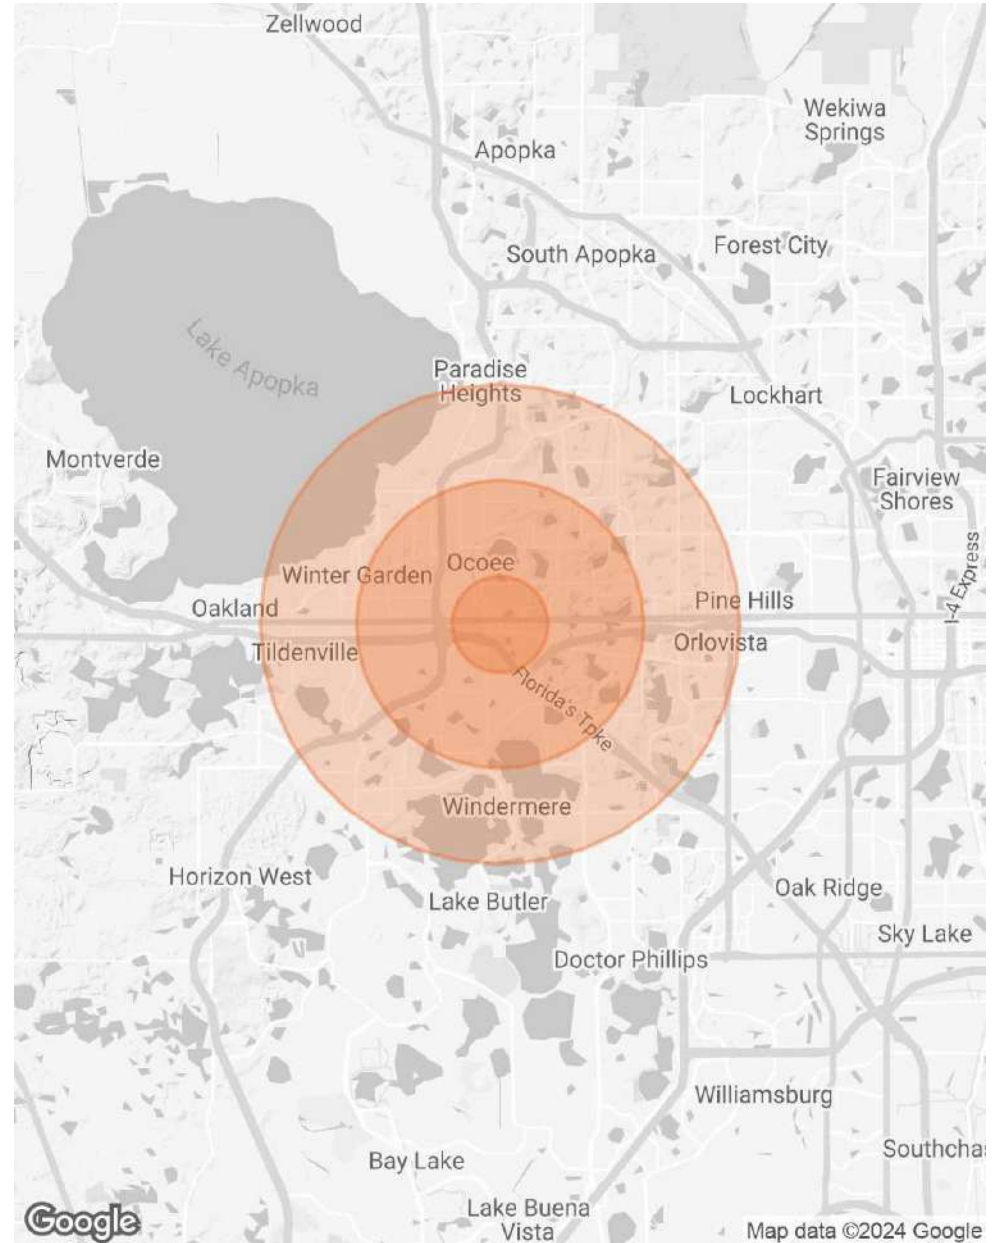 Zellwood
Wekiwa
Springs
Apopka
Forest City
South Apopka
Lake Apopka
Paradise
Heights
Lockhart
Montverde
Fairview
Shores
I-4 Express
Ocoee
Winter Garden
Oakland
Pine Hills
Orlovista
Tildenville
Florida's Tpke
Windermere
Horizon West
Oak Ridge
Lake Butler
Sky Lake
Doctor Phillips
Williamsburg
Southchas
Bay Lake
Lake Buena
Vista
Google
Map data ©2024 Google